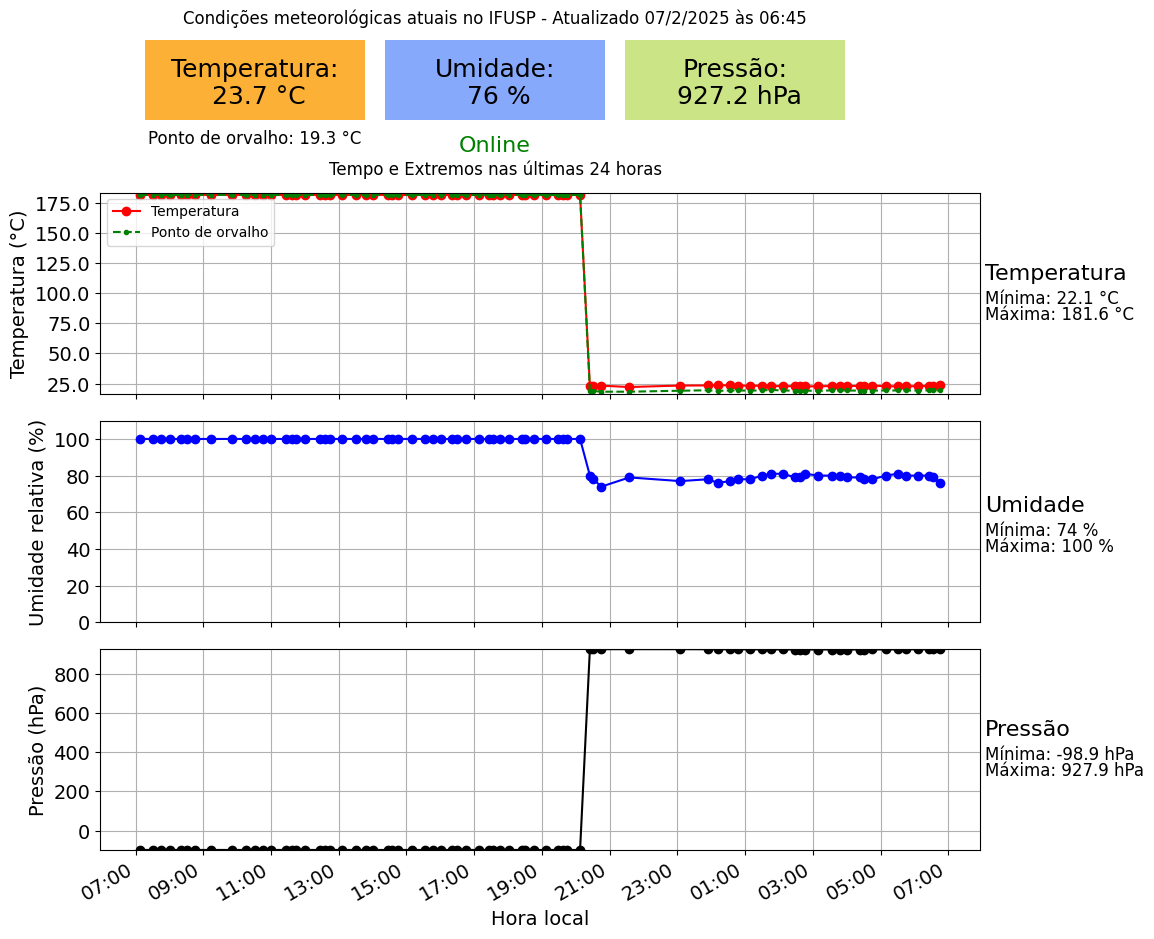 Condições meteorológicas atuais no IFUSP - Atualizado 07/2/2025 às 06:45
Temperatura:
23.7 °C
Umidade:
76 %
Pressão:
927.2 hPa
Ponto de orvalho: 19.3 °C
Online
Tempo e Extremos nas últimas 24 horas
Temperatura (°C)
175.0
150.0
125.0
100.0
75.0
50.0
25.0
Temperatura
Ponto de orvalho
Temperatura
Mínima: 22.1 °C
Máxima: 181.6 °C
Umidade relativa (%)
100
80
60
40
20
0
Umidade
Mínima: 74 %
Máxima: 100 %
Pressão (hPa)
800
600
400
200
0
Pressão
Mínima: -98.9 hPa
Máxima: 927.9 hPa
07:00
09:00
11:00
13:00
15:00
17:00
19:00
21:00
23:00
01:00
03:00
05:00
07:00
Hora local